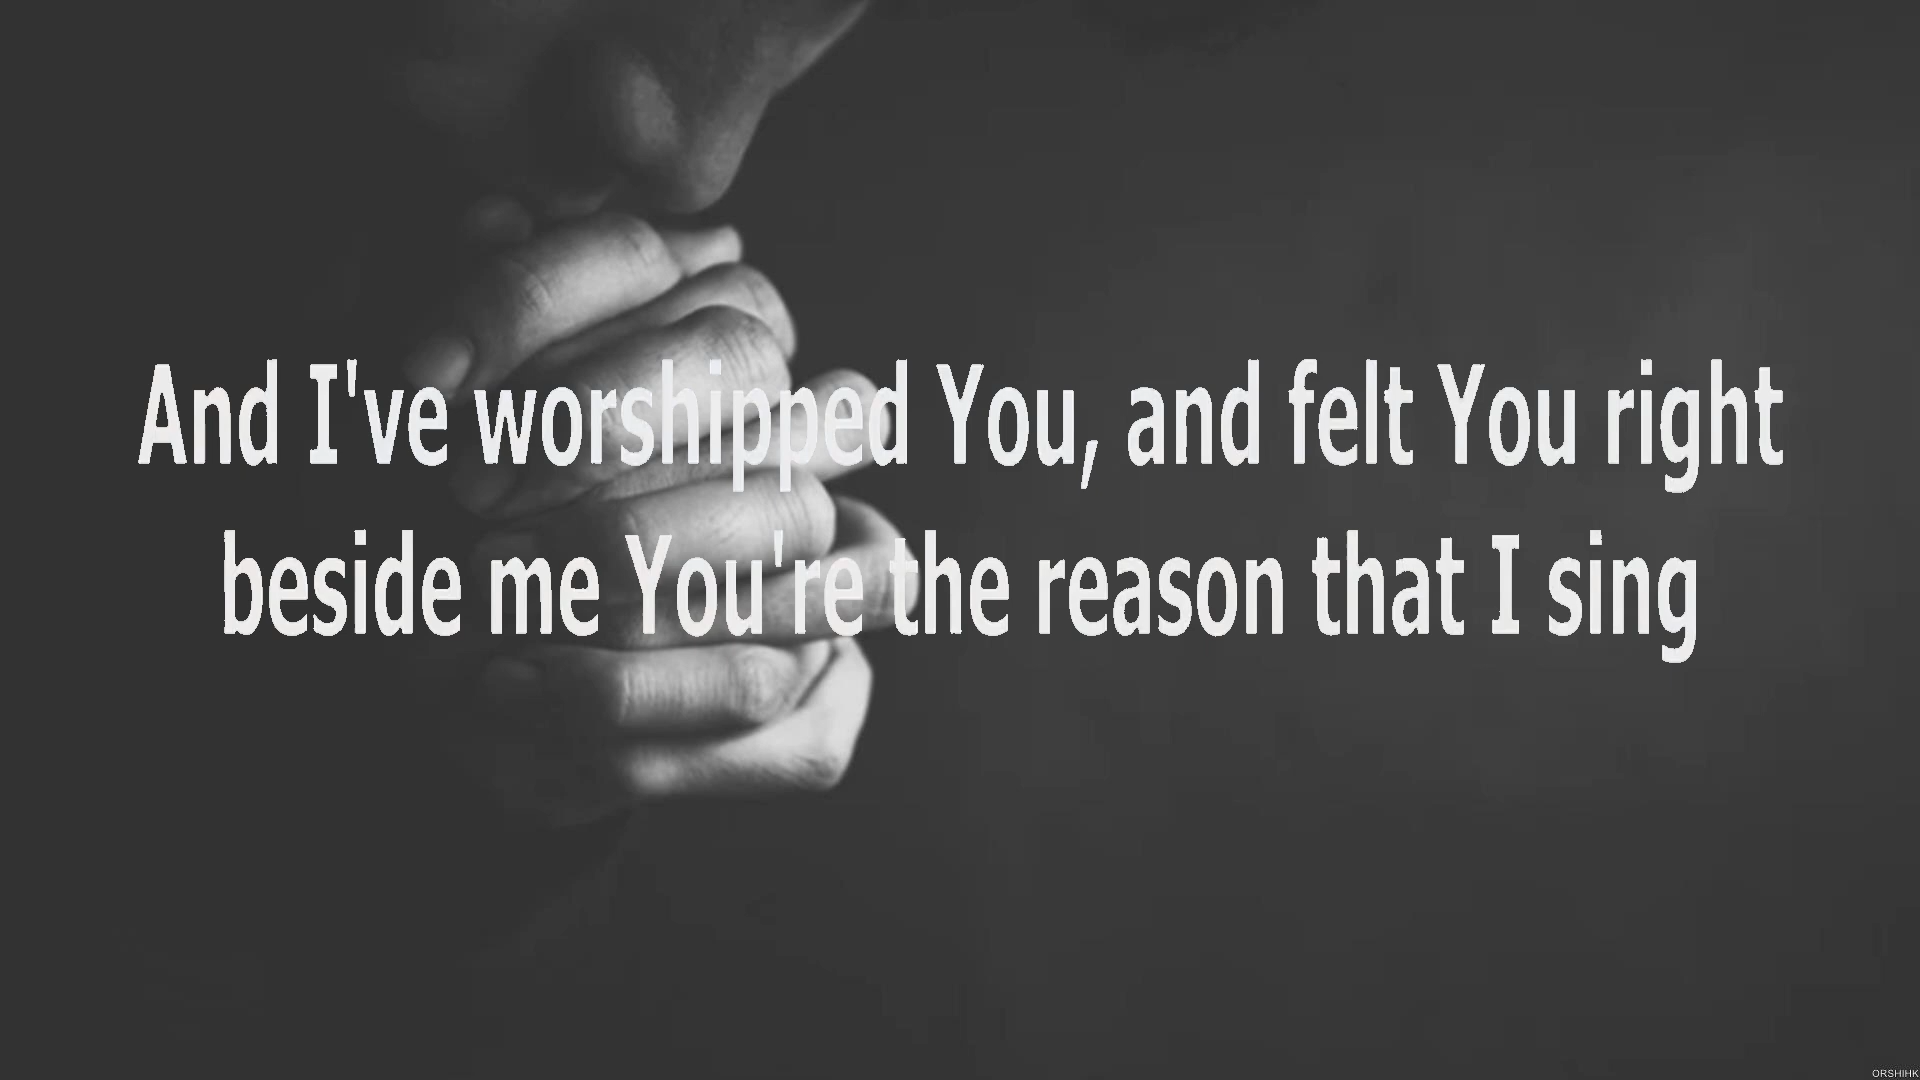 And I've worshipped You, and felt You right
beside me You're the reason that I sing
ORSHIHK